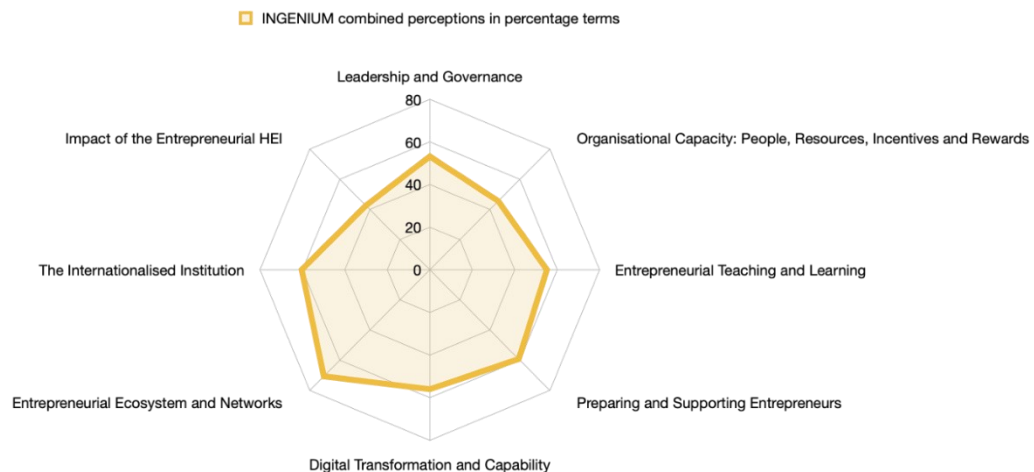 INGENIUM combined perceptions in percentage terms
Leadership and Governance
80
Impact of the Entrepreneurial HEI
Organisational Capacity: People, Resources, Incentives and Rewards
60
40
20
The Internationalised Institution
0
Entrepreneurial Teaching and Learning
Entrepreneurial Ecosystem and Networks
Preparing and Supporting Entrepreneurs
Digital Transformation and Capability